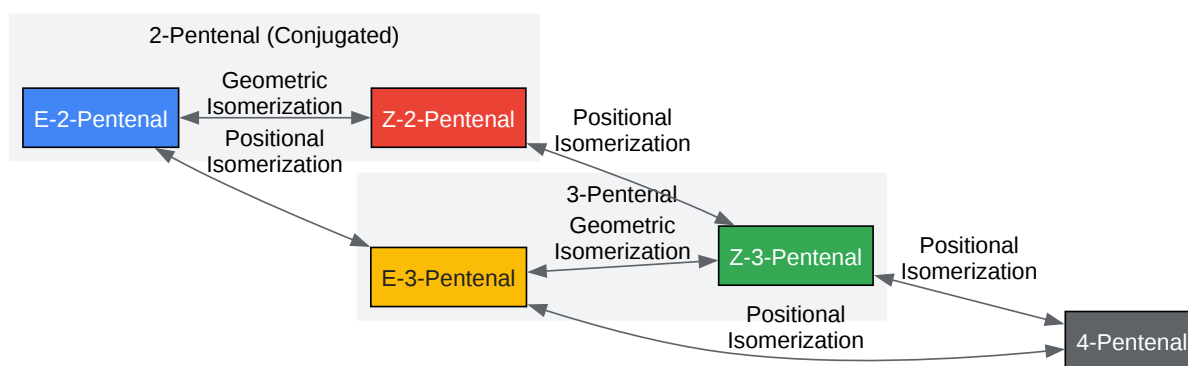 2-Pentenal (Conjugated)
Geometric
Isomerization
E-2-Pentenal
Z-2-Pentenal
Positional
Isomerization
Positional
Isomerization
3-Pentenal
Geometric
Isomerization
E-3-Pentenal
Z-3-Pentenal
Positional
Isomerization
Positional
Isomerization
4-Pentenal